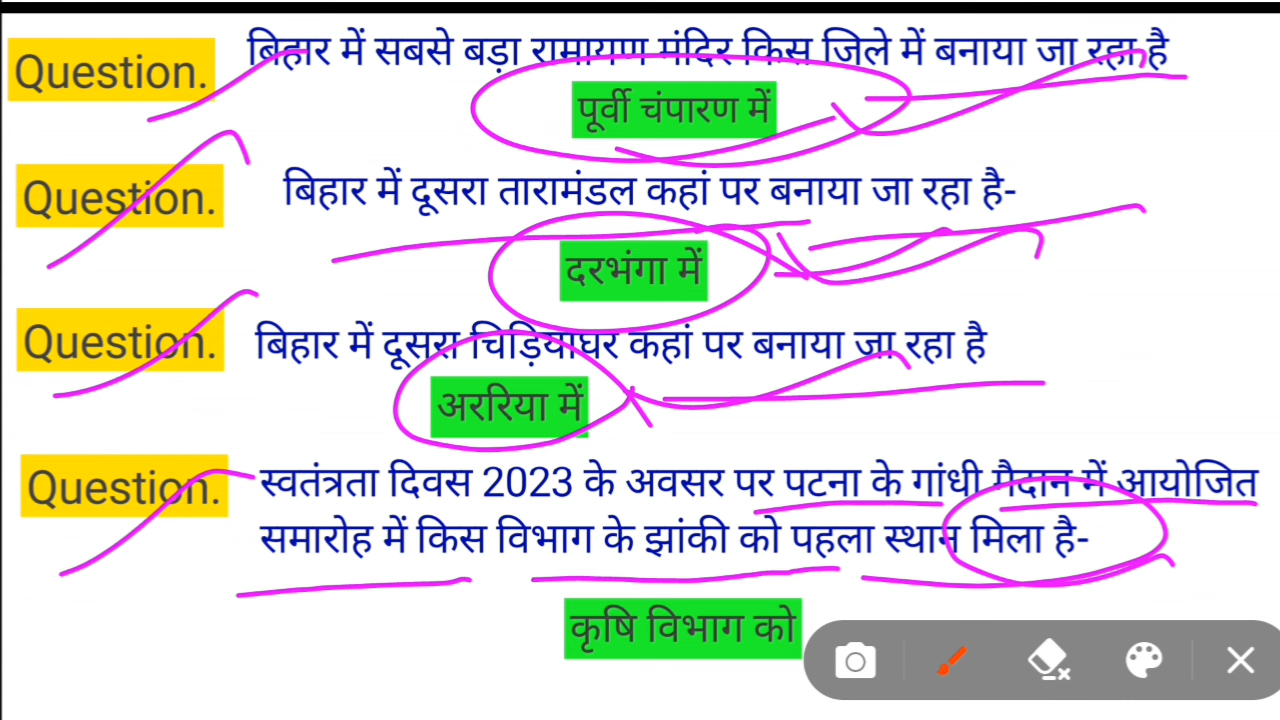 Question. बिहार में सबसे बड़ा रामायण मंदिर किस जिले में बनाया जा रहा है
पूर्वी चंपारण में
Question. बिहार में दूसरा तारामंडल कहां पर बनाया जा रहा है-
दरभंगा में
Question. बिहार में दूसरा चिड़ियाघर कहां पर बनाया जा रहा है
अररिया में
Question. स्वतंत्रता दिवस 2023 के अवसर पर पटना के गांधी मैदान में आयोजित
समारोह में किस विभाग के झांकी को पहला स्थान मिला है-
कृषि विभाग को